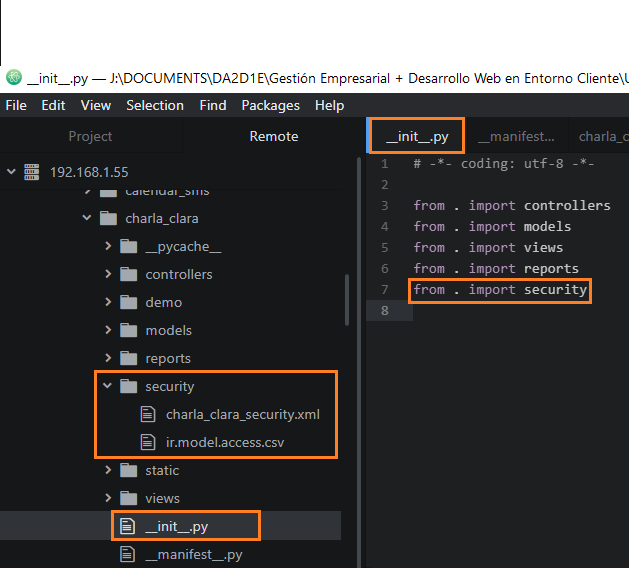 __init__.py — J:\DOCUMENTS\DA2D1E\Gestión Empresarial + Desarrollo Web en Entorno Cliente\U
File Edit View Selection Find Packages Help
Project Remote
192.168.1.55
calendar_sms
charla_clara
__pycache__
controllers
demo
models
reports
security
charla_clara_security.xml
ir.model.access.csv
static
views
__init__.py
__manifest__.py
__init__.py __manifest... charla_c
1 # -*- coding: utf-8 -*-
2
3 from . import controllers
4 from . import models
5 from . import views
6 from . import reports
7 from . import security
8